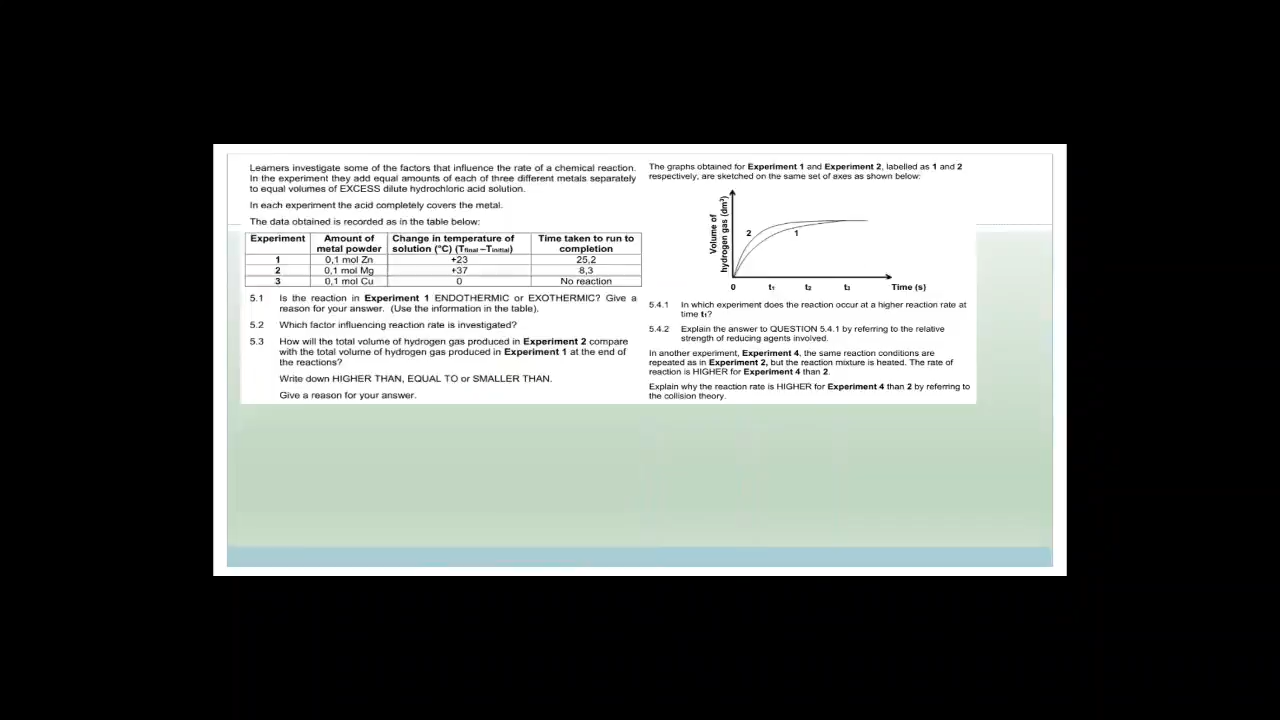 Learners investigate some of the factors that influence the rate of a chemical reaction.
In the experiment they add equal amounts of each of three different metals separately
to equal volumes of EXCESS dilute hydrochloric acid solution.
In each experiment the acid completely covers the metal.
The data obtained is recorded as in the table below:
Experiment Amount of metal powder Change in temperature of solution (°C) (Tfinal –Tinitial) Time taken to run to completion
1 0,1 mol Zn +23 25,2
2 0,1 mol Mg +37 8,3
3 0,1 mol Cu 0 No reaction
5.1 Is the reaction in Experiment 1 ENDOTHERMIC or EXOTHERMIC? Give a
reason for your answer. (Use the information in the table).
5.2 Which factor influencing reaction rate is investigated?
5.3 How will the total volume of hydrogen gas produced in Experiment 2 compare
with the total volume of hydrogen gas produced in Experiment 1 at the end of
the reactions?
Write down HIGHER THAN, EQUAL TO or SMALLER THAN.
Give a reason for your answer.
The graphs obtained for Experiment 1 and Experiment 2, labelled as 1 and 2
respectively, are sketched on the same set of axes as shown below:
Volume of
hydrogen gas (dm³)
2 1
0 t₁ t₂ t₃ Time (s)
5.4.1 In which experiment does the reaction occur at a higher reaction rate at
time t₁?
5.4.2 Explain the answer to QUESTION 5.4.1 by referring to the relative
strength of reducing agents involved.
In another experiment, Experiment 4, the same reaction conditions are
repeated as in Experiment 2, but the reaction mixture is heated. The rate of
reaction is HIGHER for Experiment 4 than 2.
Explain why the reaction rate is HIGHER for Experiment 4 than 2 by referring to
the collision theory.